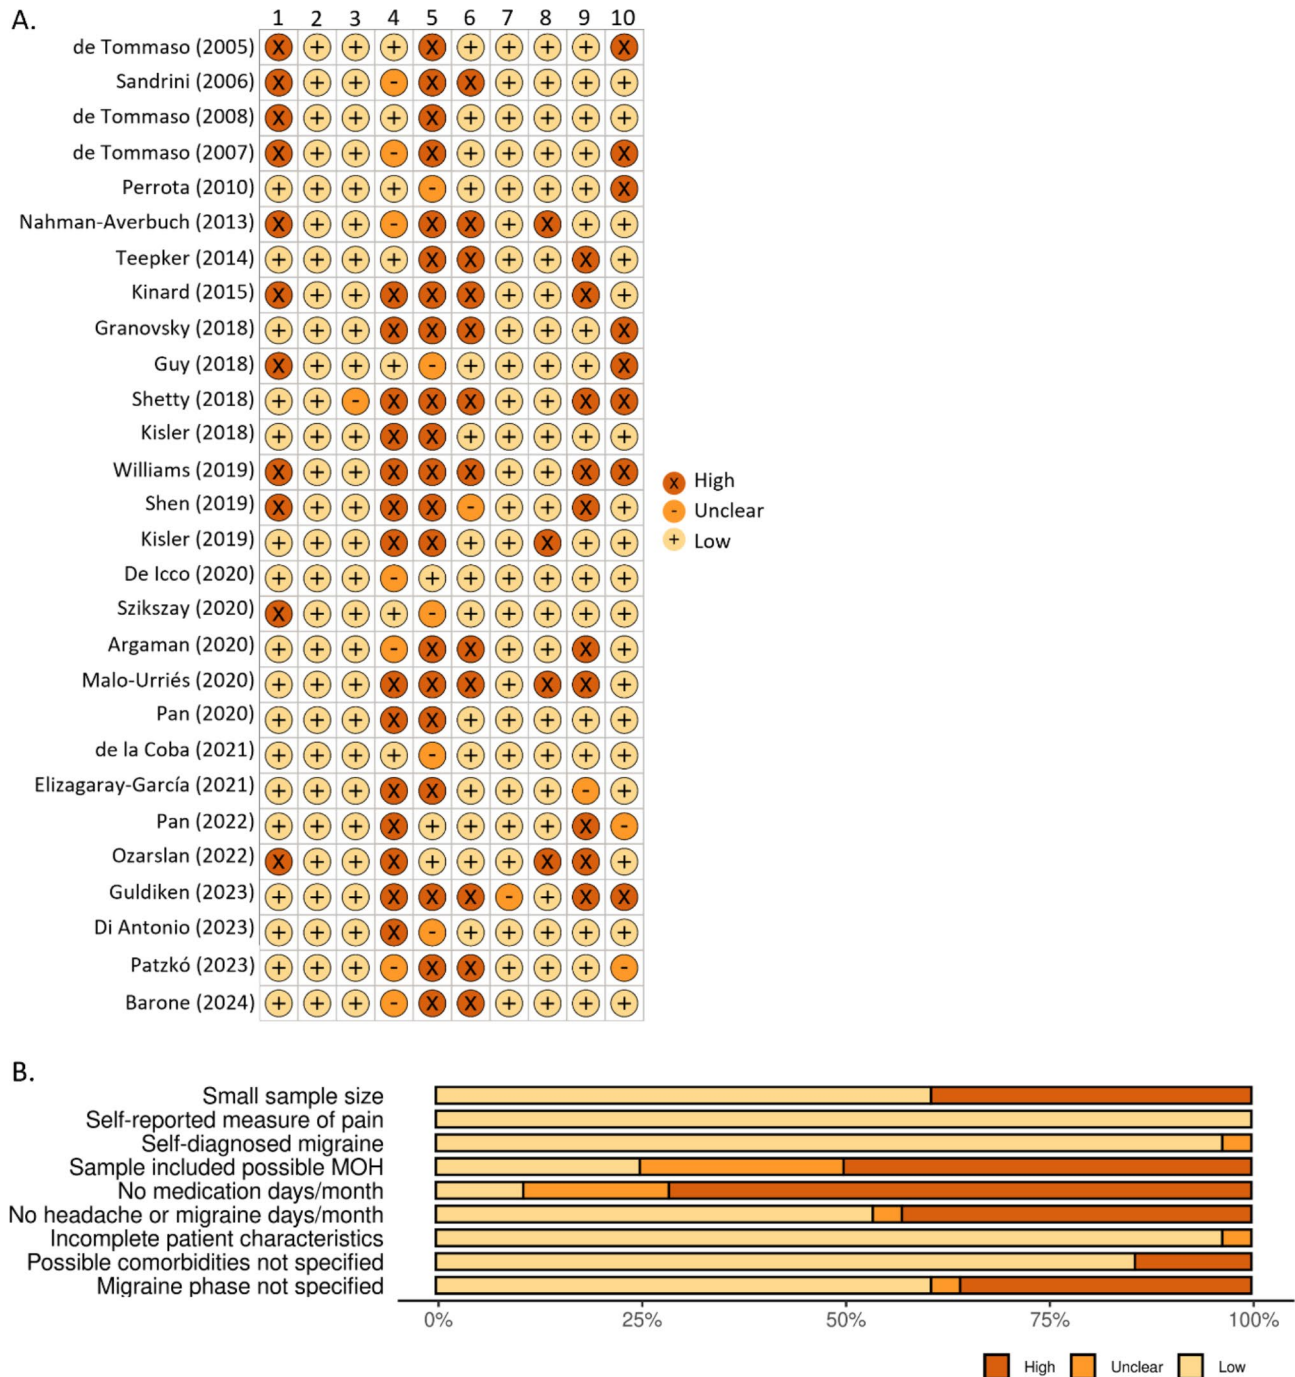 A.
1 2 3 4 5 6 7 8 9 10
de Tommaso (2005) X + + + X + + + + X
Sandrini (2006) X + + - X X + + + +
de Tommaso (2008) X + + + X + + + + +
de Tommaso (2007) X + + - X + + + + X
Perrota (2010) + + + + - + + + + X
Nahman-Averbuch (2013) X + + - X X + X + +
Teepker (2014) + + + + X X + + X +
Kinard (2015) X + + X X X + + X +
Granovsky (2018) + + + X X X + + + X
Guy (2018) X + + + - + + + + X
Shetty (2018) + + - X X X + + X X
Kisler (2018) + + + X X + + + + +
Williams (2019) X + + X X X + + X X
Shen (2019) X + + X X - + + X +
Kisler (2019) + + + X X + + X + +
De Icco (2020) + + + - + + + + + +
Szikszay (2020) X + + + - + + + + +
Argaman (2020) + + + - X X + + X +
Malo-Urriés (2020) + + + X X X + X X +
Pan (2020) + + + X X + + + + +
de la Coba (2021) + + + + - + + + + +
Elizagaray-García (2021) + + + X X + + + - +
Pan (2022) + + + X + + + + X -
Ozarslan (2022) X + + X + + + X X +
Guldiken (2023) + + + X X X - + X X
Di Antonio (2023) + + + X - + + + + +
Patzkó (2023) + + + - X X + + + -
Barone (2024) + + + - X X + + + +
X High
- Unclear
+ Low
B.
Small sample size
Self-reported measure of pain
Self-diagnosed migraine
Sample included possible MOH
No medication days/month
No headache or migraine days/month
Incomplete patient characteristics
Possible comorbidities not specified
Migraine phase not specified
0% 25% 50% 75% 100%
High Unclear Low